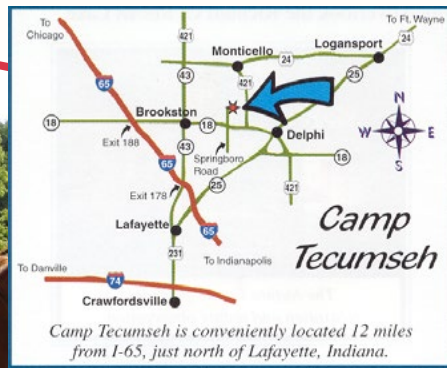 To
Chicago
421
To Ft. Wayne
24
Monticello
Logansport
24
65
43
421
25
Brookston
18
18
Delphi
N
W
E
S
Exit 188
43
Springboro
Road
18
65
Exit 178
25
421
Lafayette
Camp
Tecumseh
65
231
To Indianapolis
To Danville
74
Crawfordsville
Camp Tecumseh is conveniently located 12 miles
from I-65, just north of Lafayette, Indiana.